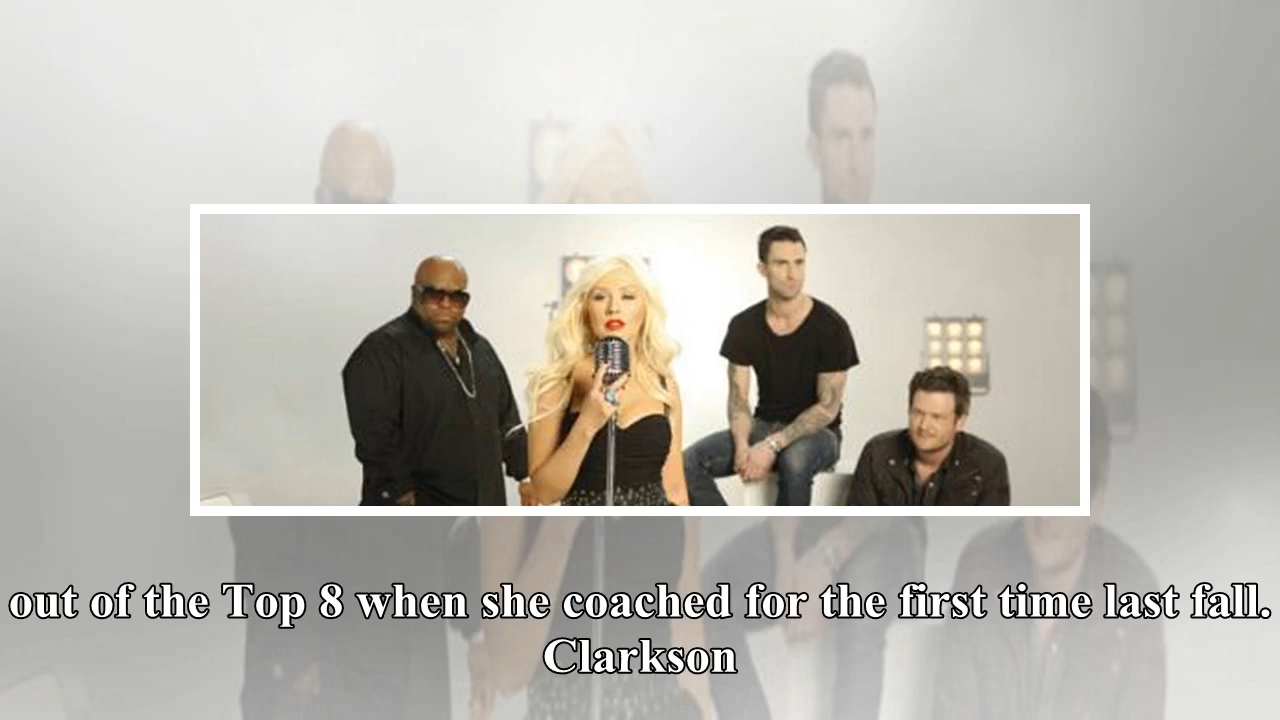 out of the Top 8 when she coached for the first time last fall.
Clarkson